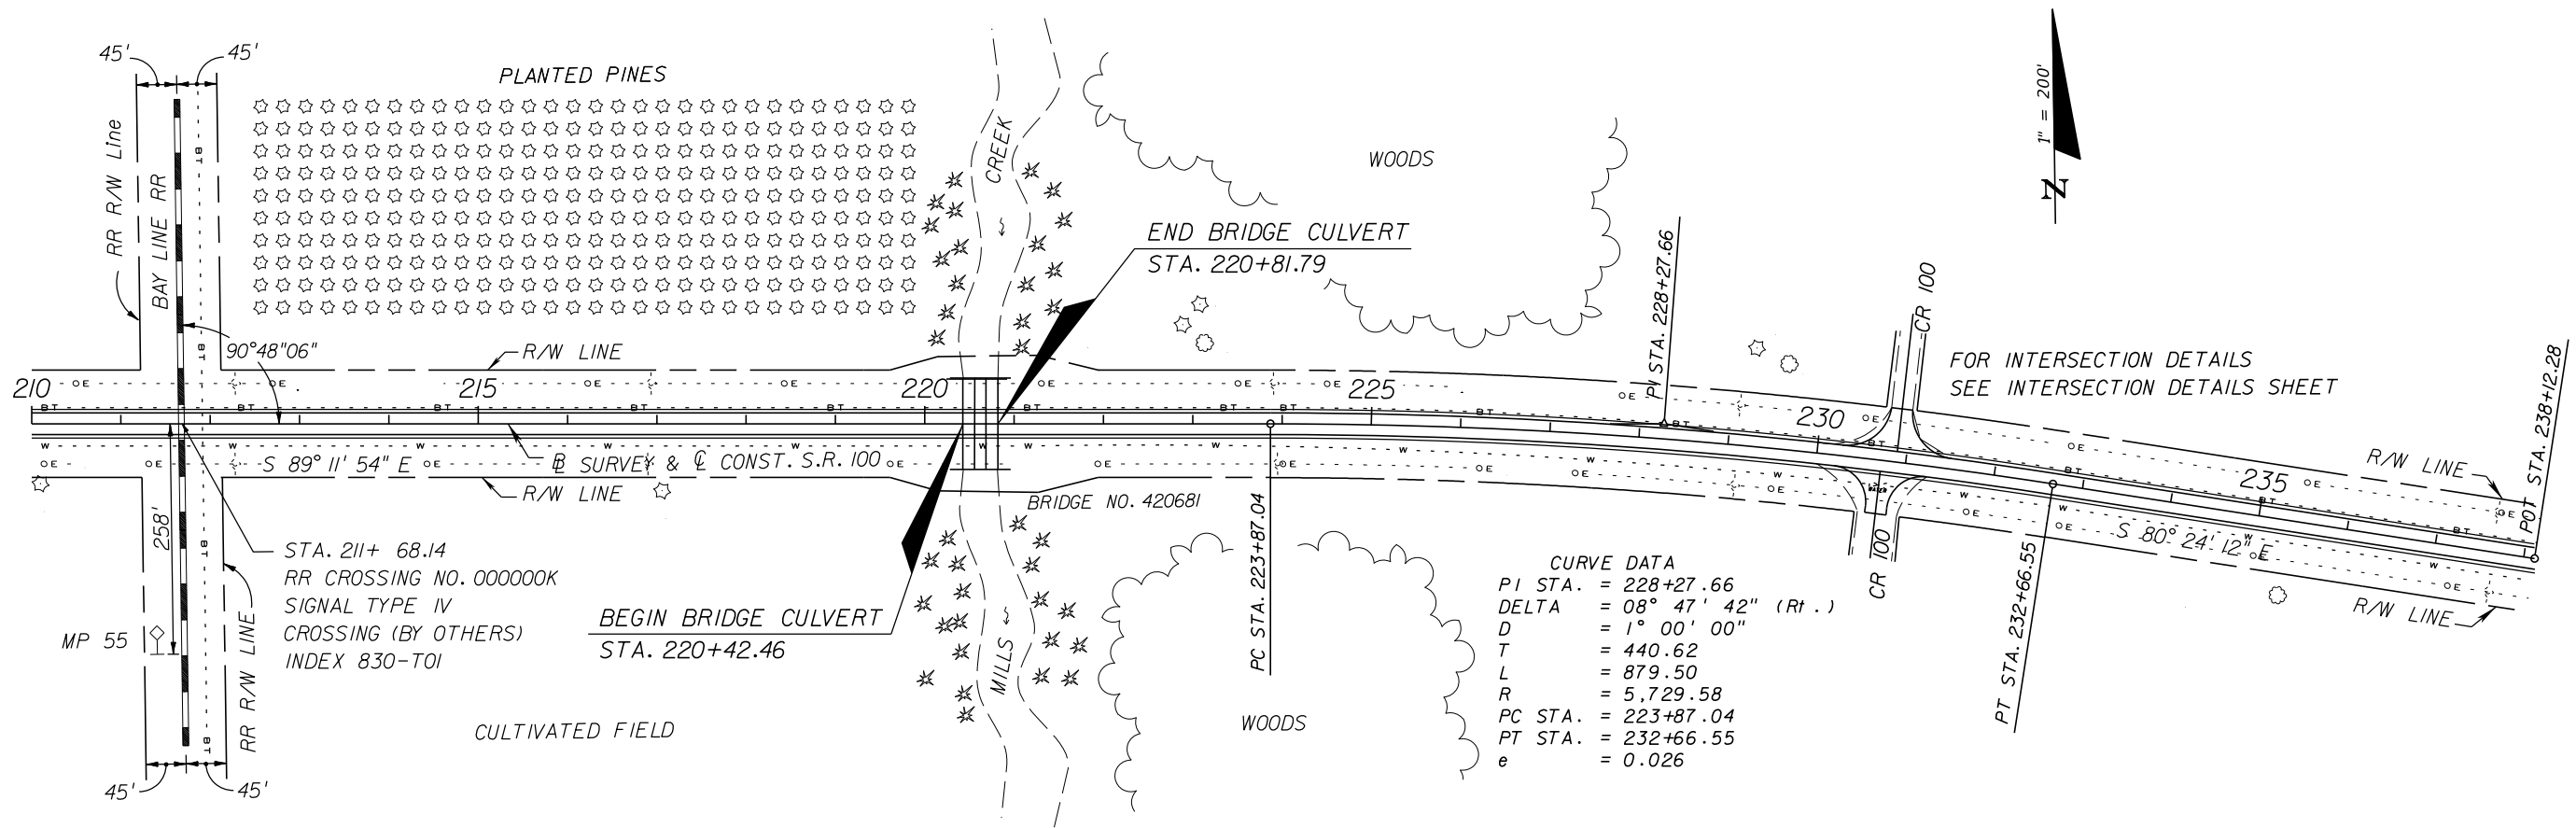 45'
45'
PLANTED PINES
RR R/W Line
BAY LINE RR
BT
CREEK
WOODS
1" = 200'
N
END BRIDGE CULVERT
STA. 220+81.79
PI STA. 228+27.66
CR 100
90°48"06"
R/W LINE
FOR INTERSECTION DETAILS
SEE INTERSECTION DETAILS SHEET
210
215
220
225
230
235
OE
BT
W
S 89° 11' 54" E
BL SURVEY & CL CONST. S.R. 100
R/W LINE
BRIDGE NO. 420681
R/W LINE
POT STA. 238+12.28
S 80° 24' 12" E
R/W LINE
258'
STA. 211+ 68.14
RR CROSSING NO. 000000K
SIGNAL TYPE IV
CROSSING (BY OTHERS)
INDEX 830-T01
MP 55
RR R/W LINE
BEGIN BRIDGE CULVERT
STA. 220+42.46
MILLS
PC STA. 223+87.04
CR 100
PT STA. 232+66.55
CURVE DATA
PI STA. = 228+27.66
DELTA = 08° 47' 42" (Rt.)
D = 1° 00' 00"
T = 440.62
L = 879.50
R = 5,729.58
PC STA. = 223+87.04
PT STA. = 232+66.55
e = 0.026
CULTIVATED FIELD
WOODS
45'
45'